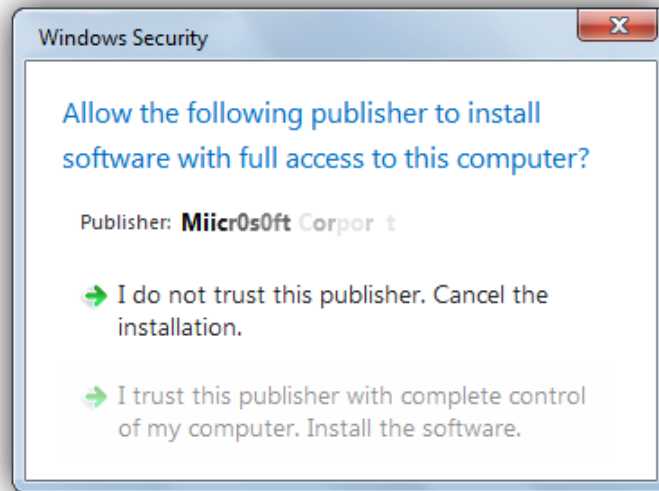 Windows Security
Allow the following publisher to install
software with full access to this computer?
Publisher: Miicr0s0ft Corpor t
I do not trust this publisher. Cancel the
installation.
I trust this publisher with complete control
of my computer. Install the software.